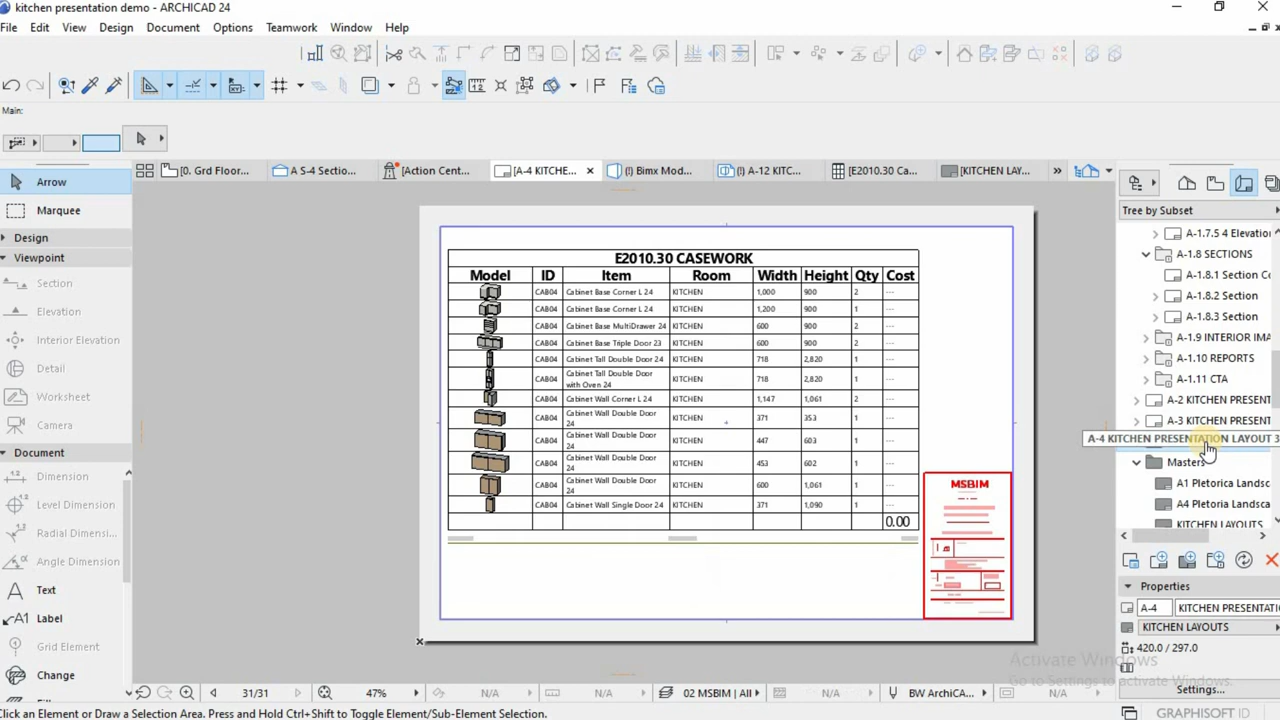 kitchen presentation demo - ARCHICAD 24
File Edit View Design Document Options Teamwork Window Help
Main:
[0. Grd Floor... A S-4 Sectio... [Action Cent... [A-4 KITCHE... (!) Bimx Mod... (!) A-12 KITC... [E2010.30 Ca... [KITCHEN LAY...
Arrow
Marquee
Design
Viewpoint
Section
Elevation
Interior Elevation
Detail
Worksheet
Camera
Document
Dimension
Level Dimension
Radial Dimensi...
Angle Dimension
Text
Label
Grid Element
Change
E2010.30 CASEWORK
Model ID Item Room Width Height Qty Cost
CAB04 Cabinet Base Corner L 24 KITCHEN 1,000 900 2 ---
CAB04 Cabinet Base Corner L 24 KITCHEN 1,200 900 1 ---
CAB04 Cabinet Base MultiDrawer 24 KITCHEN 600 900 2 ---
CAB04 Cabinet Base Triple Door 23 KITCHEN 600 900 2 ---
CAB04 Cabinet Tall Double Door 24 KITCHEN 718 2,820 1 ---
CAB04 Cabinet Tall Double Door with Oven 24 KITCHEN 718 2,820 1 ---
CAB04 Cabinet Wall Corner L 24 KITCHEN 1,147 1,061 2 ---
CAB04 Cabinet Wall Double Door 24 KITCHEN 371 353 1 ---
CAB04 Cabinet Wall Double Door 24 KITCHEN 447 603 1 ---
CAB04 Cabinet Wall Double Door 24 KITCHEN 453 602 1 ---
CAB04 Cabinet Wall Double Door 24 KITCHEN 600 1,061 1 ---
CAB04 Cabinet Wall Single Door 24 KITCHEN 371 1,090 1 ---
0.00
MSBIM
Tree by Subset
A-1.7.5 4 Elevation
A-1.8 SECTIONS
A-1.8.1 Section Co
A-1.8.2 Section
A-1.8.3 Section
A-1.9 INTERIOR IMA
A-1.10 REPORTS
A-1.11 CTA
A-2 KITCHEN PRESENT
A-3 KITCHEN PRESENT
A-4 KITCHEN PRESENTATION LAYOUT 3
Masters
A1 Pletorica Landsc
A4 Pletorica Landsca
KITCHEN LAYOUTS
Properties
A-4 KITCHEN PRESENTATI
KITCHEN LAYOUTS
420.0 / 297.0
Activate Windows
Go to Settings to activate Windows.
Settings...
31/31 47% N/A N/A 02 MSBIM | All N/A BW ArchiCA... N/A
Click an Element or Draw a Selection Area. Press and Hold Ctrl+Shift to Toggle Element/Sub-Element Selection.
GRAPHISOFT ID